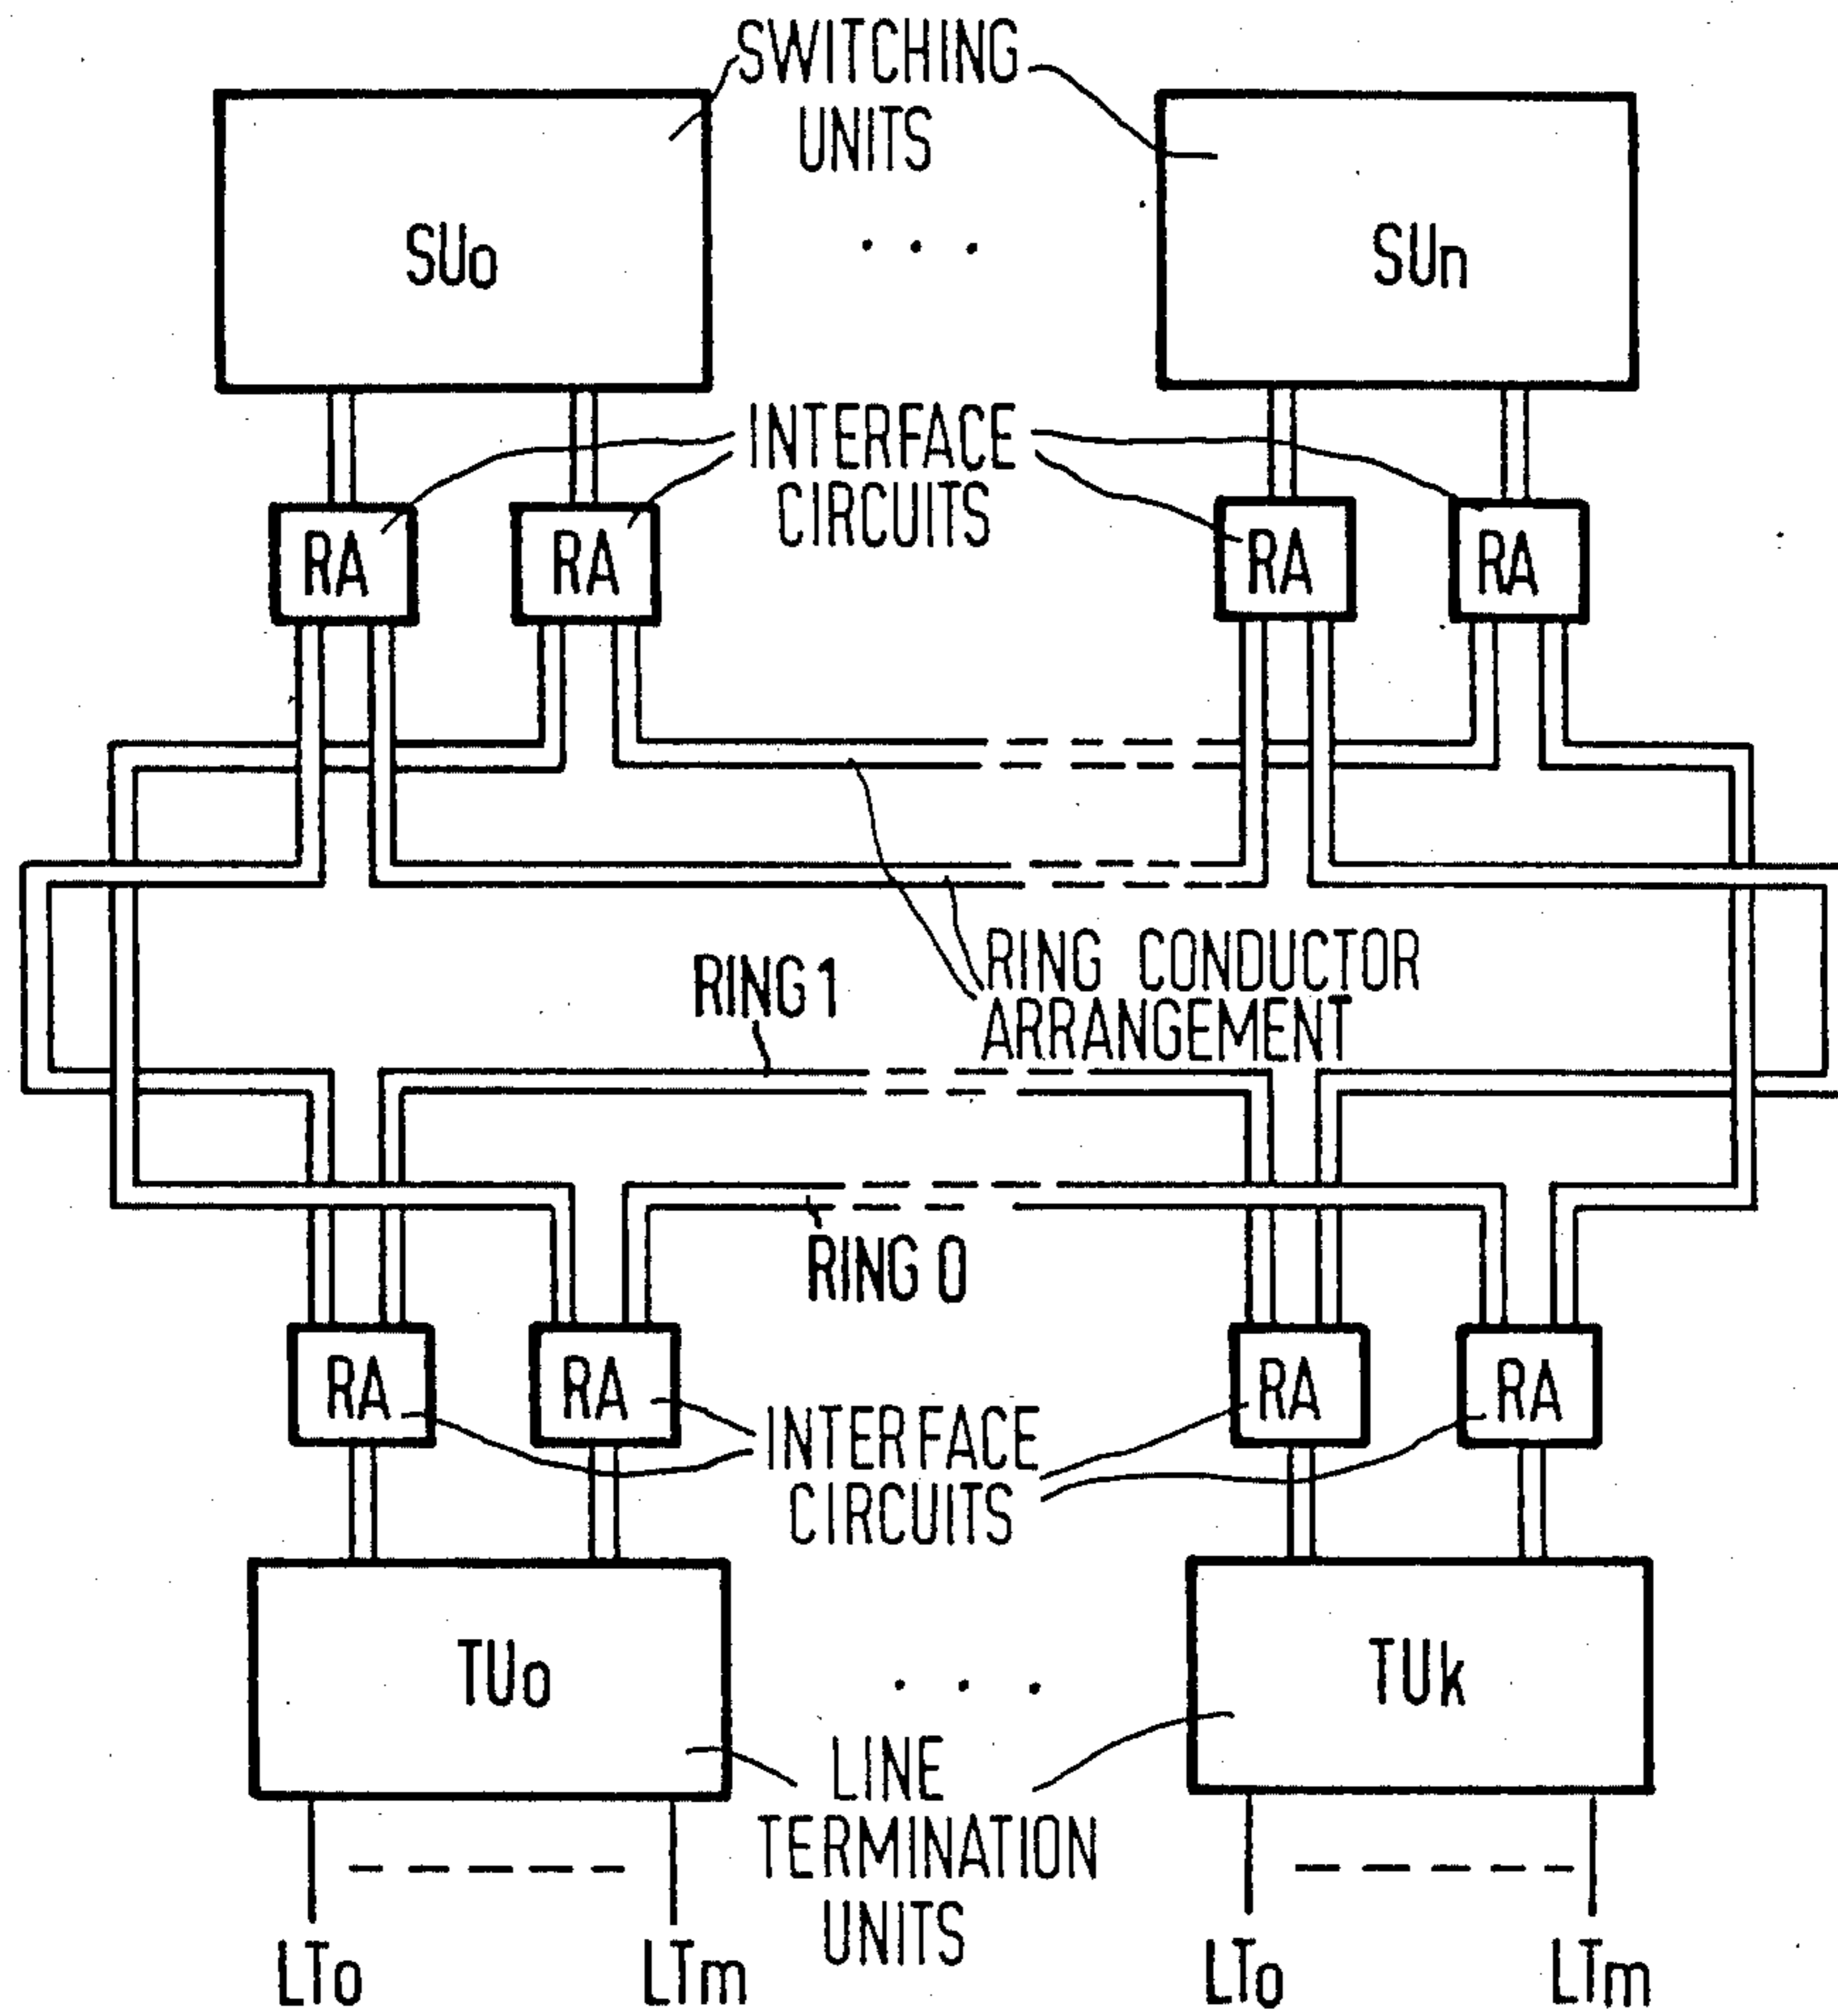 SWITCHING
UNITS
SUo
. . .
SUn
INTERFACE
CIRCUITS
RA
RA
RA
RA
RING CONDUCTOR
ARRANGEMENT
RING 1
RING 0
RA
RA
RA
RA
INTERFACE
CIRCUITS
TUo
. . .
TUk
LINE
TERMINATION
UNITS
LTo
LTm
LTo
LTm